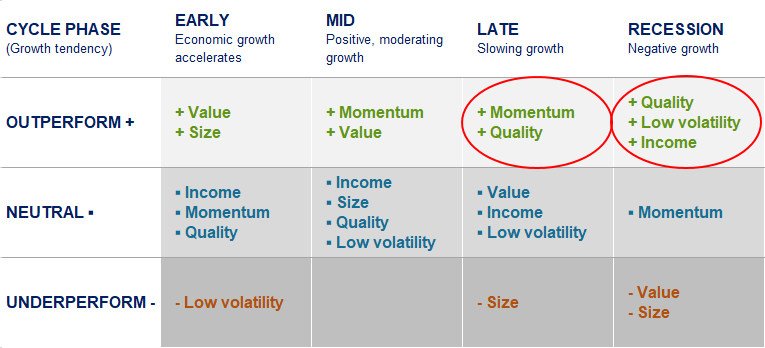 CYCLE PHASE
(Growth tendency)
EARLY
Economic growth
accelerates
MID
Positive, moderating
growth
LATE
Slowing growth
RECESSION
Negative growth
OUTPERFORM +
+ Value
+ Size
+ Momentum
+ Value
+ Momentum
+ Quality
+ Quality
+ Low volatility
+ Income
NEUTRAL ▪
▪ Income
▪ Momentum
▪ Quality
▪ Income
▪ Size
▪ Quality
▪ Low volatility
▪ Value
▪ Income
▪ Low volatility
▪ Momentum
UNDERPERFORM -
- Low volatility
- Size
- Value
- Size